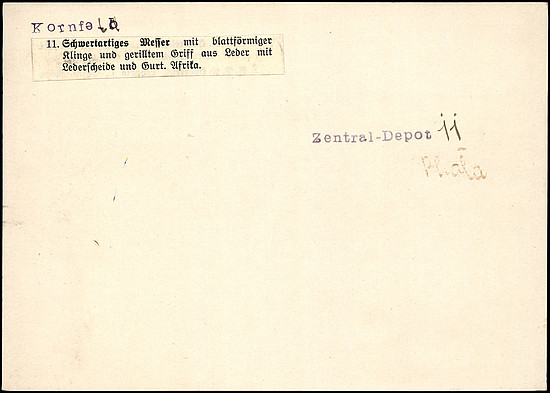 Kornfeld
11. Schwertartiges Messer mit blattförmiger
Klinge und gerilltem Griff aus Leder mit
Lederscheide und Gurt. Afrika.
Zentral-Depot ii